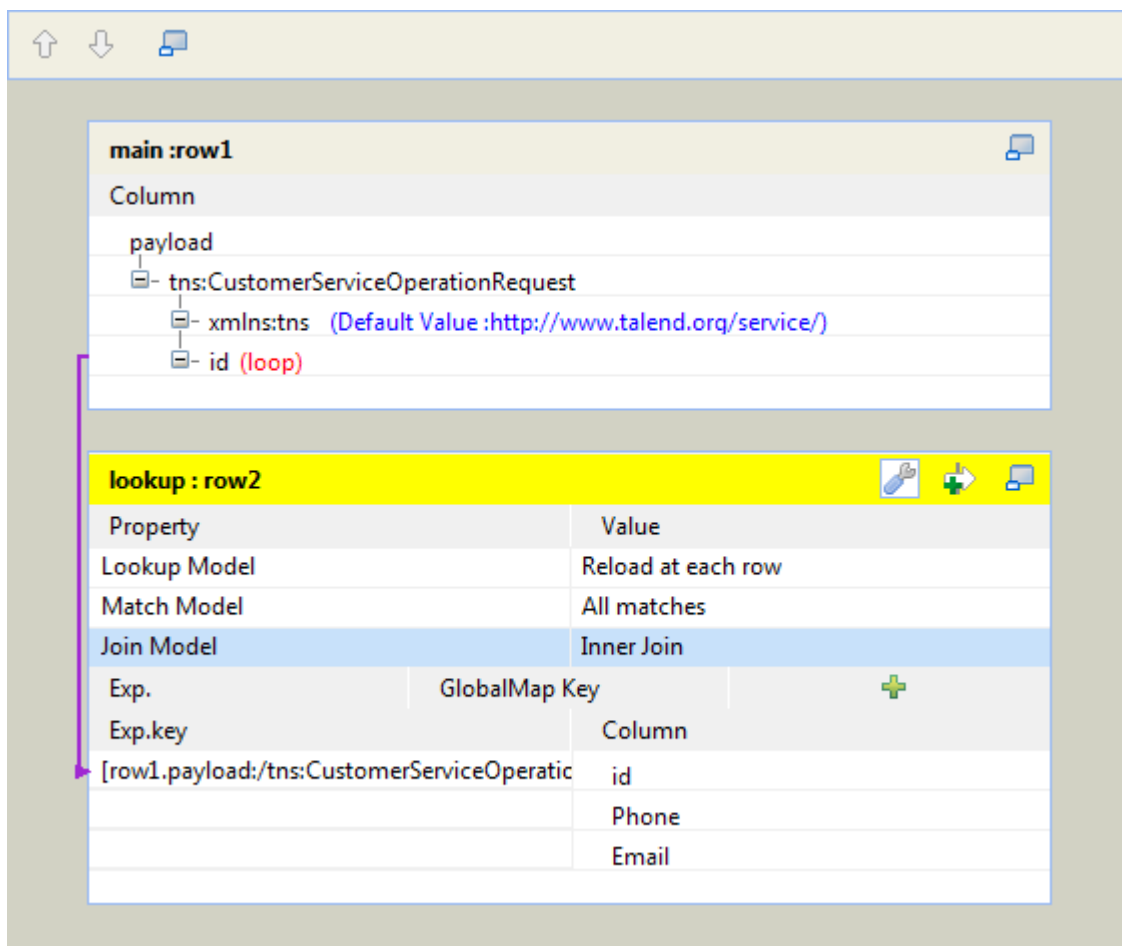 main :row1
Column
payload
tns:CustomerServiceOperationRequest
xmlns:tns (Default Value :http://www.talend.org/service/)
id (loop)
lookup : row2
Property Value
Lookup Model Reload at each row
Match Model All matches
Join Model Inner Join
Exp. GlobalMap Key
Exp.key Column
[row1.payload:/tns:CustomerServiceOperatic id
Phone
Email